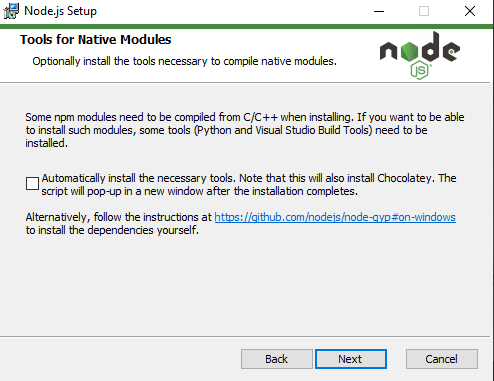 Node.js Setup
Tools for Native Modules
Optionally install the tools necessary to compile native modules.
node
JS
Some npm modules need to be compiled from C/C++ when installing. If you want to be able
to install such modules, some tools (Python and Visual Studio Build Tools) need to be
installed.
Automatically install the necessary tools. Note that this will also install Chocolatey. The
script will pop-up in a new window after the installation completes.
Alternatively, follow the instructions at https://github.com/nodejs/node-gyp#on-windows
to install the dependencies yourself.
Back Next Cancel